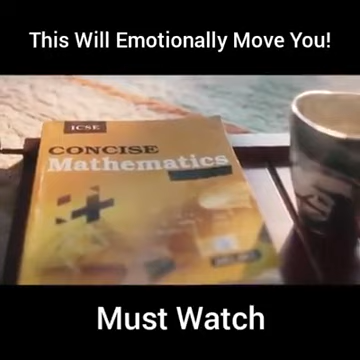 This Will Emotionally Move You!
ICSE
CONCISE
Mathematics
Must Watch